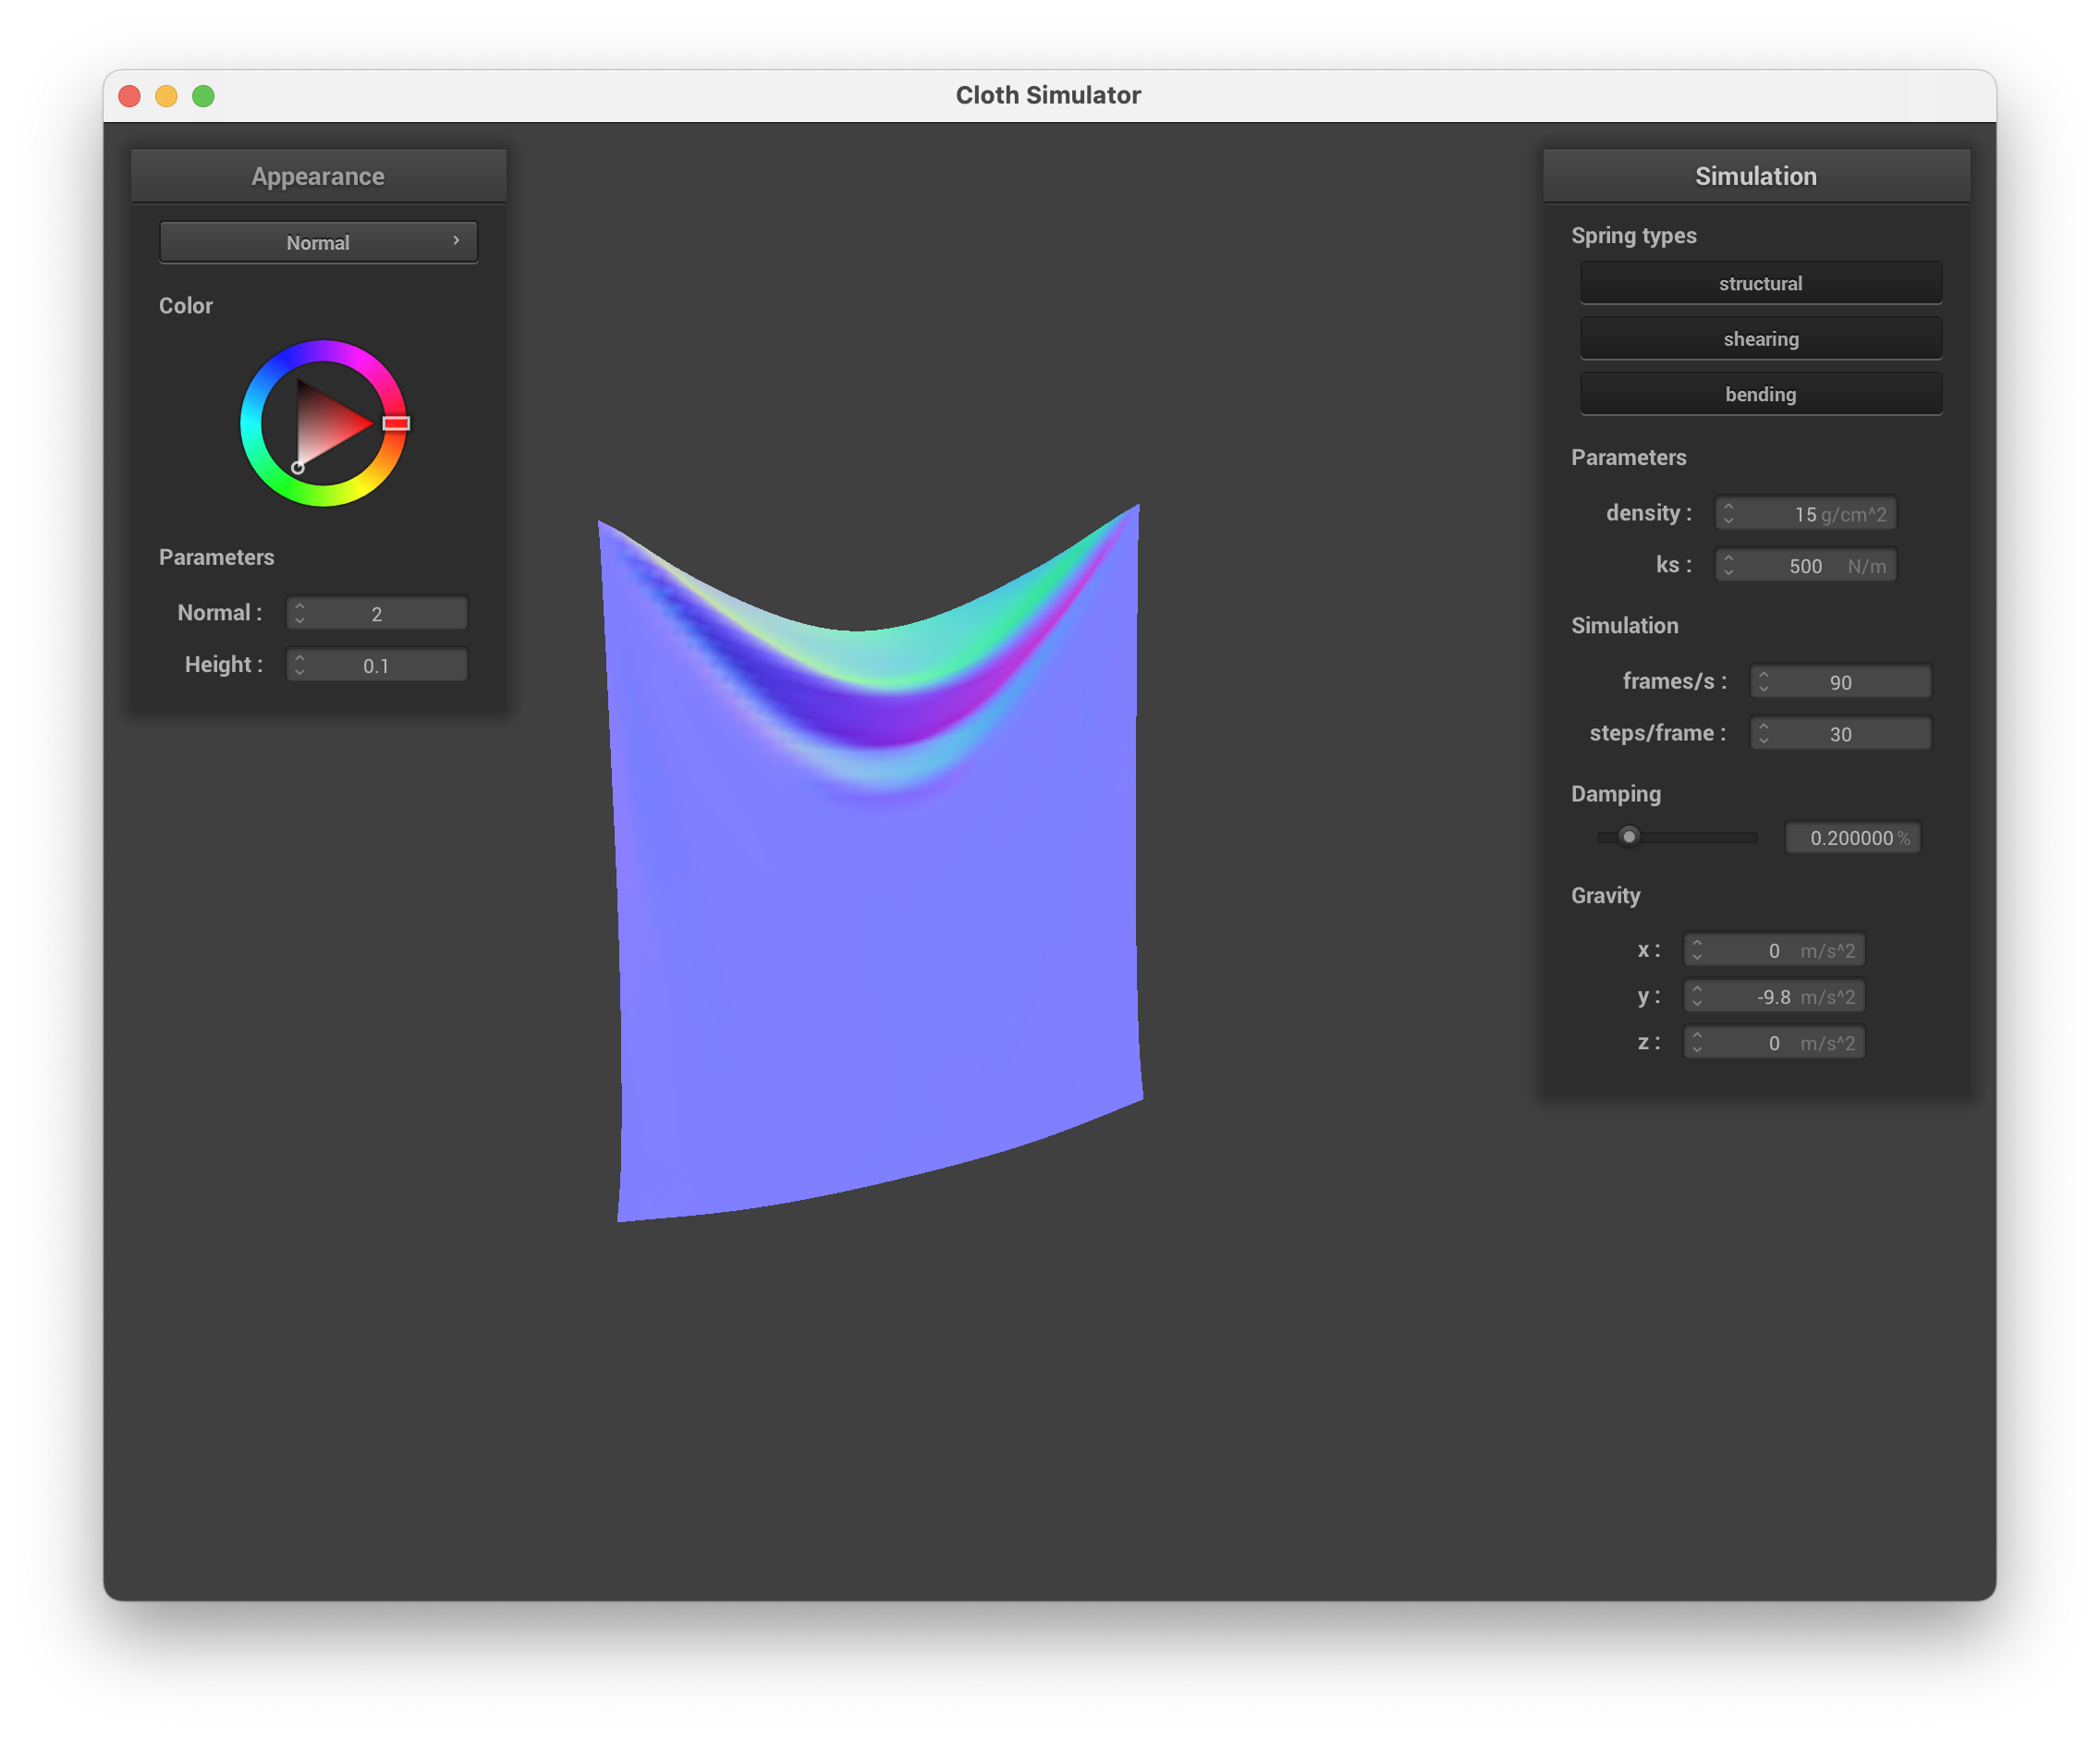 Cloth Simulator
Appearance
Normal
Color
Parameters
Normal : 2
Height : 0.1
Simulation
Spring types
structural
shearing
bending
Parameters
density : 15 g/cm^2
ks : 500 N/m
Simulation
frames/s : 90
steps/frame : 30
Damping
0.200000 %
Gravity
x : 0 m/s^2
y : -9.8 m/s^2
z : 0 m/s^2